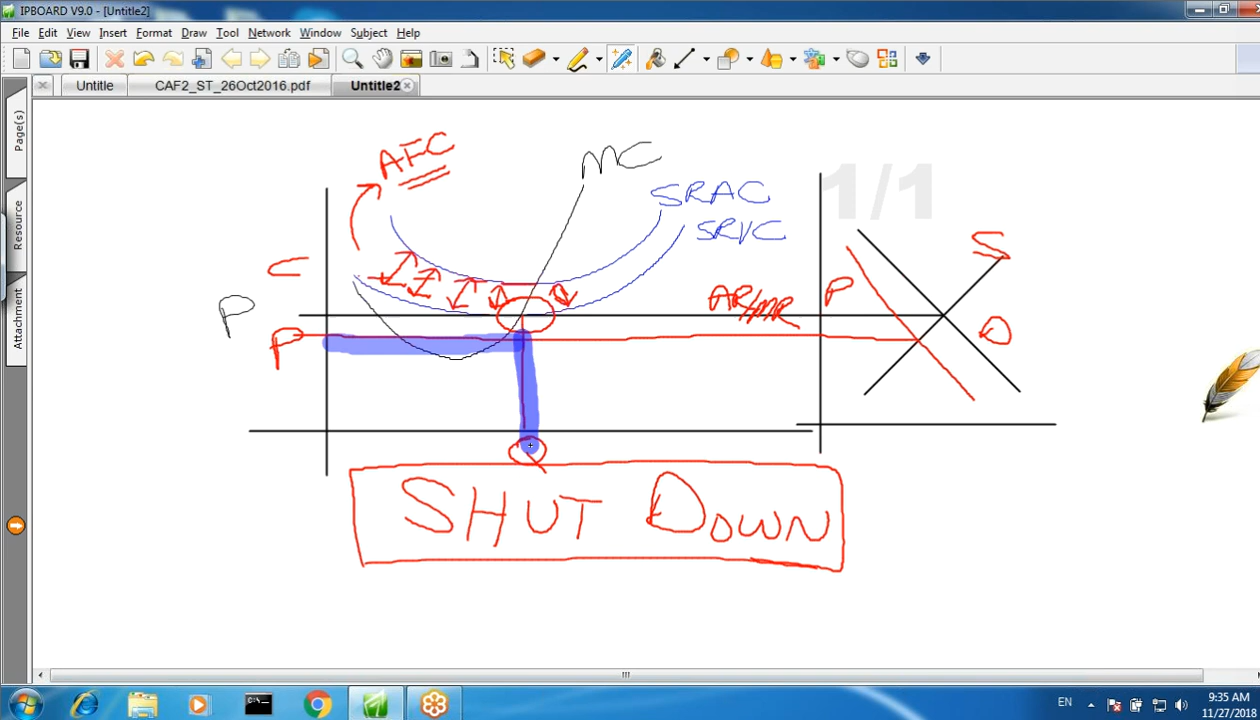 IPBOARD V9.0 - [Untitle2]
File Edit View Insert Format Draw Tool Network Window Subject Help
Untitle CAF2_ST_26Oct2016.pdf Untitle2
Page(s)
Resource
Attachment
1/1
AFC
MC
SRAC
SRVC
C
S
P
AR/MR
P
P
D
Q
SHUT DOWN
EN
9:35 AM
11/27/2018